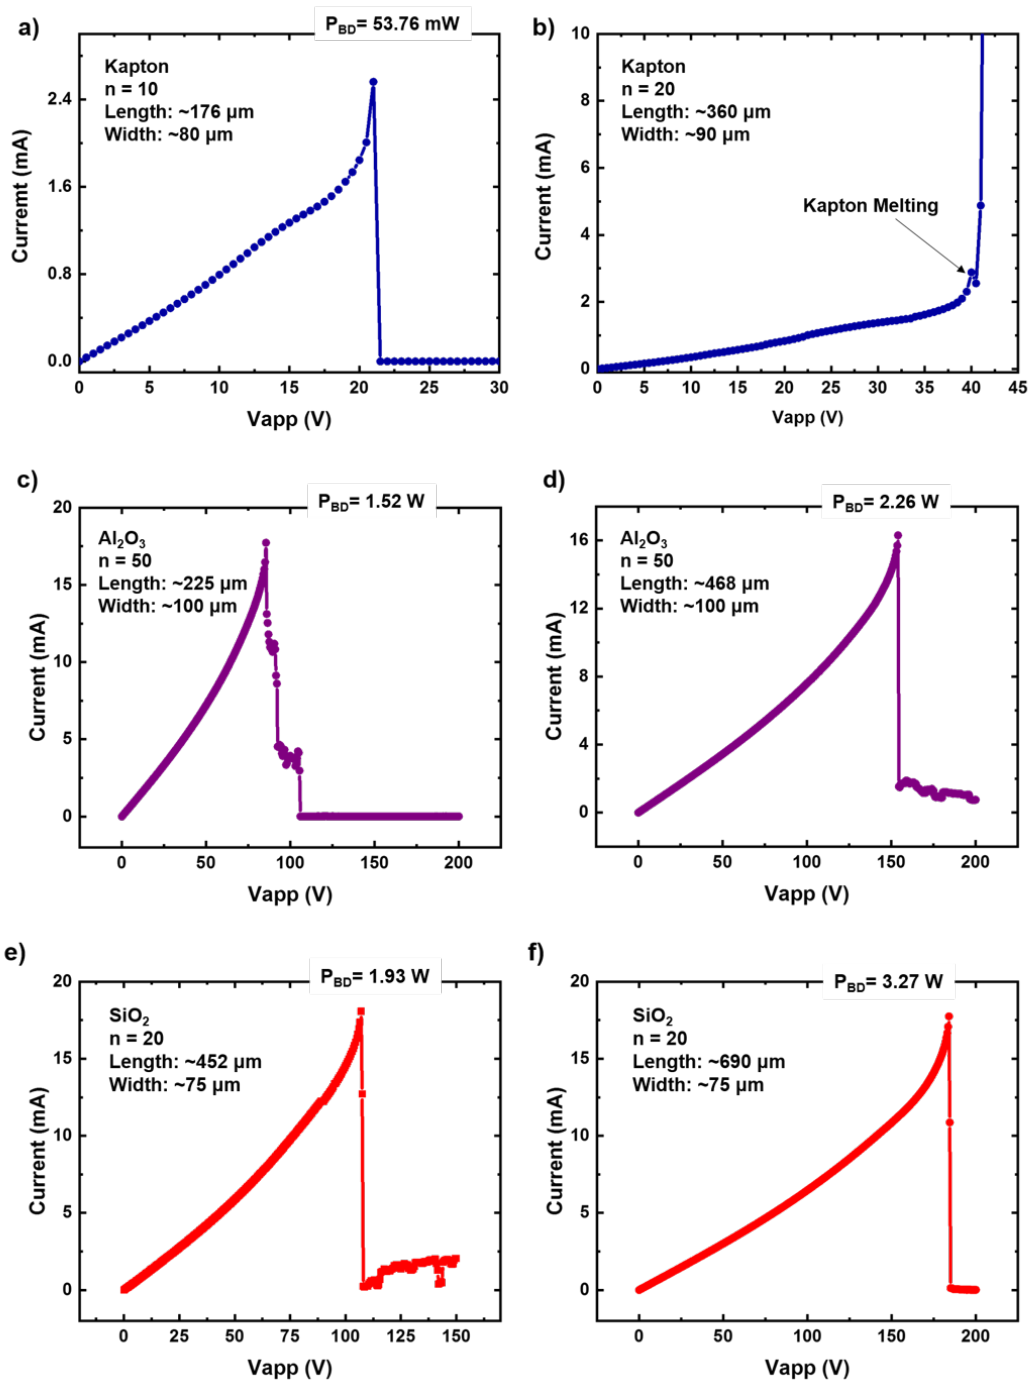 a)
P_BD= 53.76 mW
Kapton
n = 10
Length: ~176 µm
Width: ~80 µm
Curremt (mA)
2.4
1.6
0.8
0.0
0 5 10 15 20 25 30
Vapp (V)
b)
Kapton
n = 20
Length: ~360 µm
Width: ~90 µm
Kapton Melting
Current (mA)
10
8
6
4
2
0
0 5 10 15 20 25 30 35 40 45
Vapp (V)
c)
P_BD= 1.52 W
Al₂O₃
n = 50
Length: ~225 µm
Width: ~100 µm
Current (mA)
20
15
10
5
0
0 50 100 150 200
Vapp (V)
d)
P_BD= 2.26 W
Al₂O₃
n = 50
Length: ~468 µm
Width: ~100 µm
Current (mA)
16
12
8
4
0
0 50 100 150 200
Vapp (V)
e)
P_BD= 1.93 W
SiO₂
n = 20
Length: ~452 µm
Width: ~75 µm
Current (mA)
20
15
10
5
0
0 25 50 75 100 125 150
Vapp (V)
f)
P_BD= 3.27 W
SiO₂
n = 20
Length: ~690 µm
Width: ~75 µm
Current (mA)
20
15
10
5
0
0 50 100 150 200
Vapp (V)